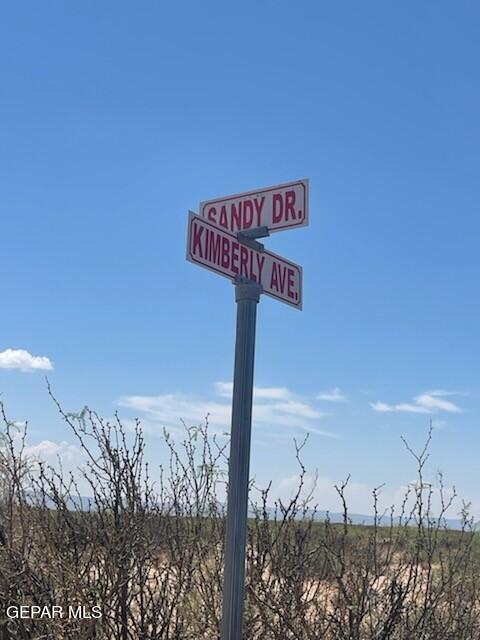 SANDY DR.
KIMBERLY AVE.
GEPAR MLS